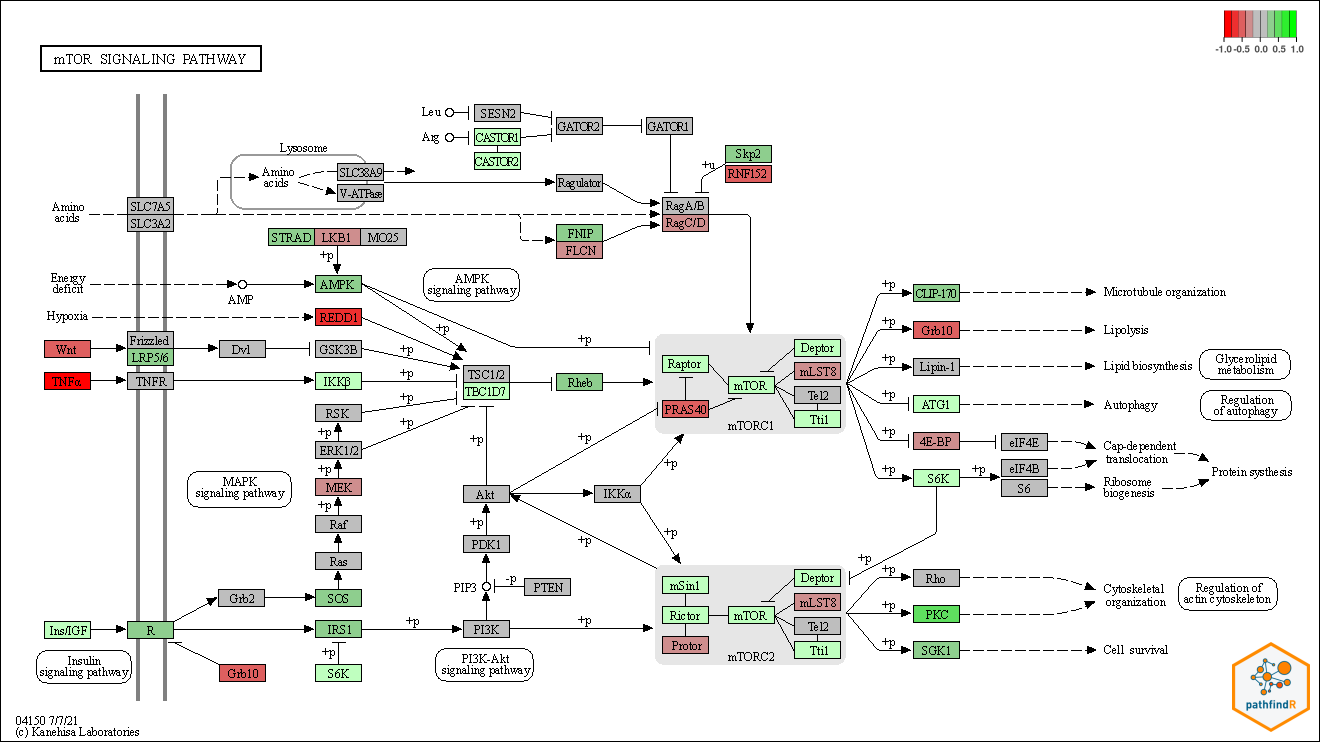 mTOR SIGNALING PATHWAY
-1.0 -0.5 0.0 0.5 1.0
Leu
SESN2
GATOR2
GATOR1
Arg
CASTOR1
CASTOR2
Lysosome
Amino
acids
SLC38A9
V-ATPase
Ragulator
Skp2
RNF152
+u
RagA/B
RagC/D
Amino
acids
SLC7A5
SLC3A2
STRAD
LKB1
MO25
FNIP
FLCN
+p
Energy
deficit
AMP
AMPK
AMPK
signaling pathway
Hypoxia
REDD1
+p
+p
Wnt
Frizzled
LRP5/6
Dvl
GSK3B
+p
TNFα
TNFR
IKKβ
+p
TSC1/2
TBC1D7
Rheb
RSK
+p
+p
ERK1/2
+p
+p
MEK
+p
Raf
Ras
MAPK
signaling pathway
Raptor
PRAS40
mTOR
Deptor
mLST8
Tel2
Tti1
mTORC1
+p
CLIP-170
Microtubule organization
+p
Grb10
Lipolysis
+p
Lipin-1
Lipid biosynthesis
Glycerolipid
metabolism
+p
ATG1
Autophagy
Regulation
of autophagy
+p
4E-BP
eIF4E
Cap-dependent
translocation
+p
S6K
+p
eIF4B
S6
Ribosome
biogenesis
Protein systhesis
+p
+p
Akt
IKKα
+p
+p
+p
PDK1
+p
PIP3
-p
PTEN
+p
Grb2
SOS
Ins/IGF
R
IRS1
+p
PI3K
+p
Insulin
signaling pathway
Grb10
+p
S6K
PI3K-Akt
signaling pathway
mSin1
Rictor
Protor
mTOR
Deptor
mLST8
Tel2
Tti1
mTORC2
+p
+p
Rho
+p
PKC
+p
SGK1
Cytoskeletal
organization
Regulation of
actin cytoskeleton
Cell survival
04150 7/7/21
(c) Kanehisa Laboratories
pathfindR